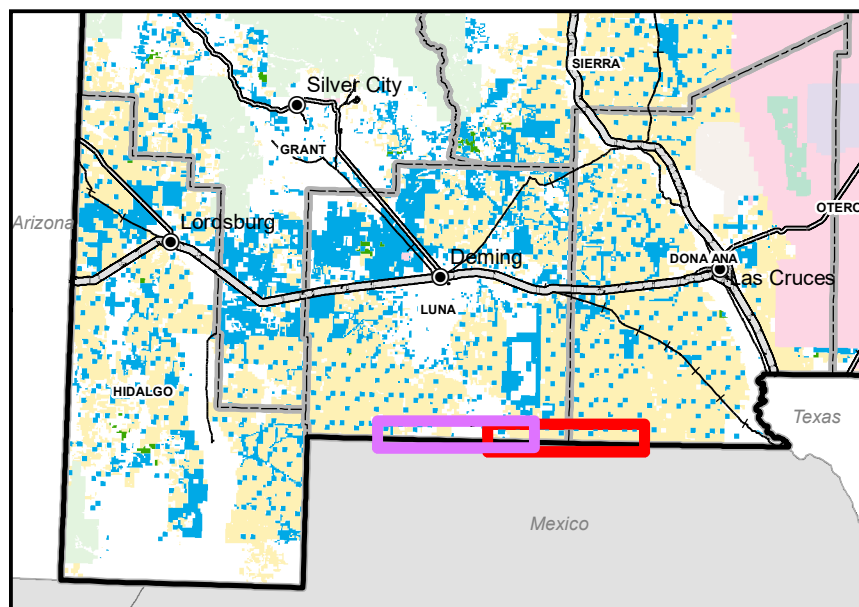 SIERRA
Silver City
GRANT
Arizona
Lordsburg
OTERO
Deming
DONA ANA
Las Cruces
LUNA
HIDALGO
Texas
Mexico